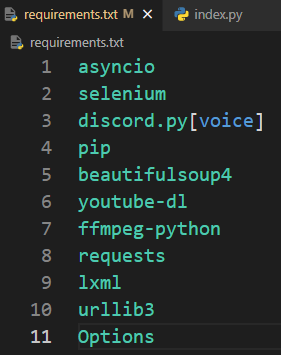 requirements.txt M × index.py
requirements.txt
1 asyncio
2 selenium
3 discord.py[voice]
4 pip
5 beautifulsoup4
6 youtube-dl
7 ffmpeg-python
8 requests
9 lxml
10 urllib3
11 Options